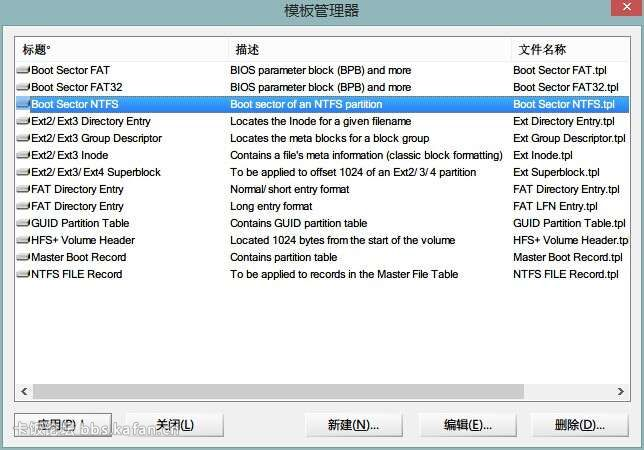 模板管理器
标题° 描述 文件名称
Boot Sector FAT BIOS parameter block (BPB) and more Boot Sector FAT.tpl
Boot Sector FAT32 BIOS parameter block (BPB) and more Boot Sector FAT32.tpl
Boot Sector NTFS Boot sector of an NTFS partition Boot Sector NTFS.tpl
Ext2/ Ext3 Directory Entry Locates the Inode for a given filename Ext Directory Entry.tpl
Ext2/ Ext3 Group Descriptor Locates the meta blocks for a block group Ext Group Descriptor.tpl
Ext2/ Ext3 Inode Contains a file's meta information (classic block formatting) Ext Inode.tpl
Ext2/ Ext3/ Ext4 Superblock To be applied to offset 1024 of an Ext2/ 3/ 4 partition Ext Superblock.tpl
FAT Directory Entry Normal/ short entry format FAT Directory Entry.tpl
FAT Directory Entry Long entry format FAT LFN Entry.tpl
GUID Partition Table Contains GUID partition table GUID Partition Table.tpl
HFS+ Volume Header Located 1024 bytes from the start of the volume HFS+ Volume Header.tp
Master Boot Record Contains partition table Master Boot Record.tpl
NTFS FILE Record To be applied to records in the Master File Table NTFS FILE Record.tpl
关闭(L) 新建(N)... 编辑(E)... 删除(D)...
bbs.kafan.cn